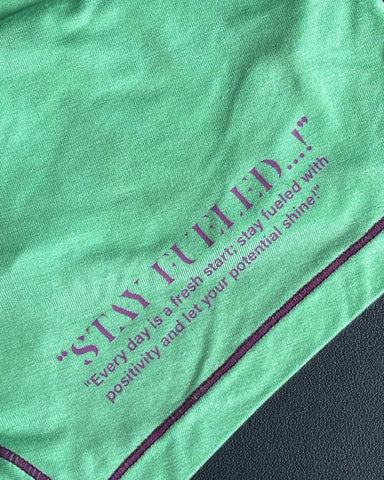 "STAY FUELED...!"
"Every day is a fresh start; stay fueled with
positivity and let your potential shine!"